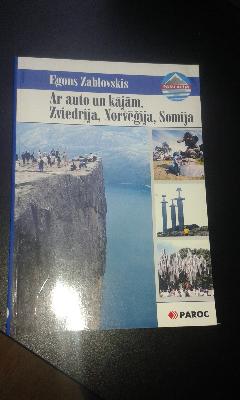 Egons Zablovskis
Ar auto un kājām.
Zviedrija, Norvēģija, Somija
PAROC